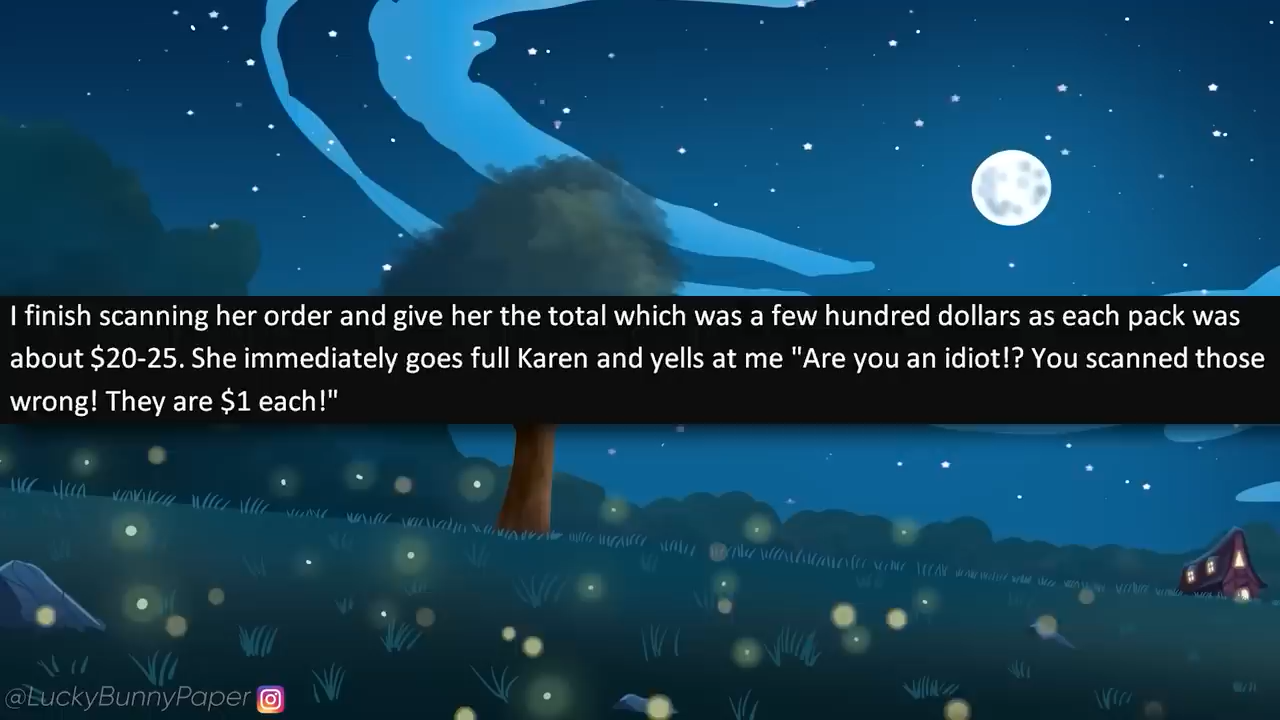 I finish scanning her order and give her the total which was a few hundred dollars as each pack was
about $20-25. She immediately goes full Karen and yells at me "Are you an idiot!? You scanned those
wrong! They are $1 each!"
@LuckyBunnyPaper